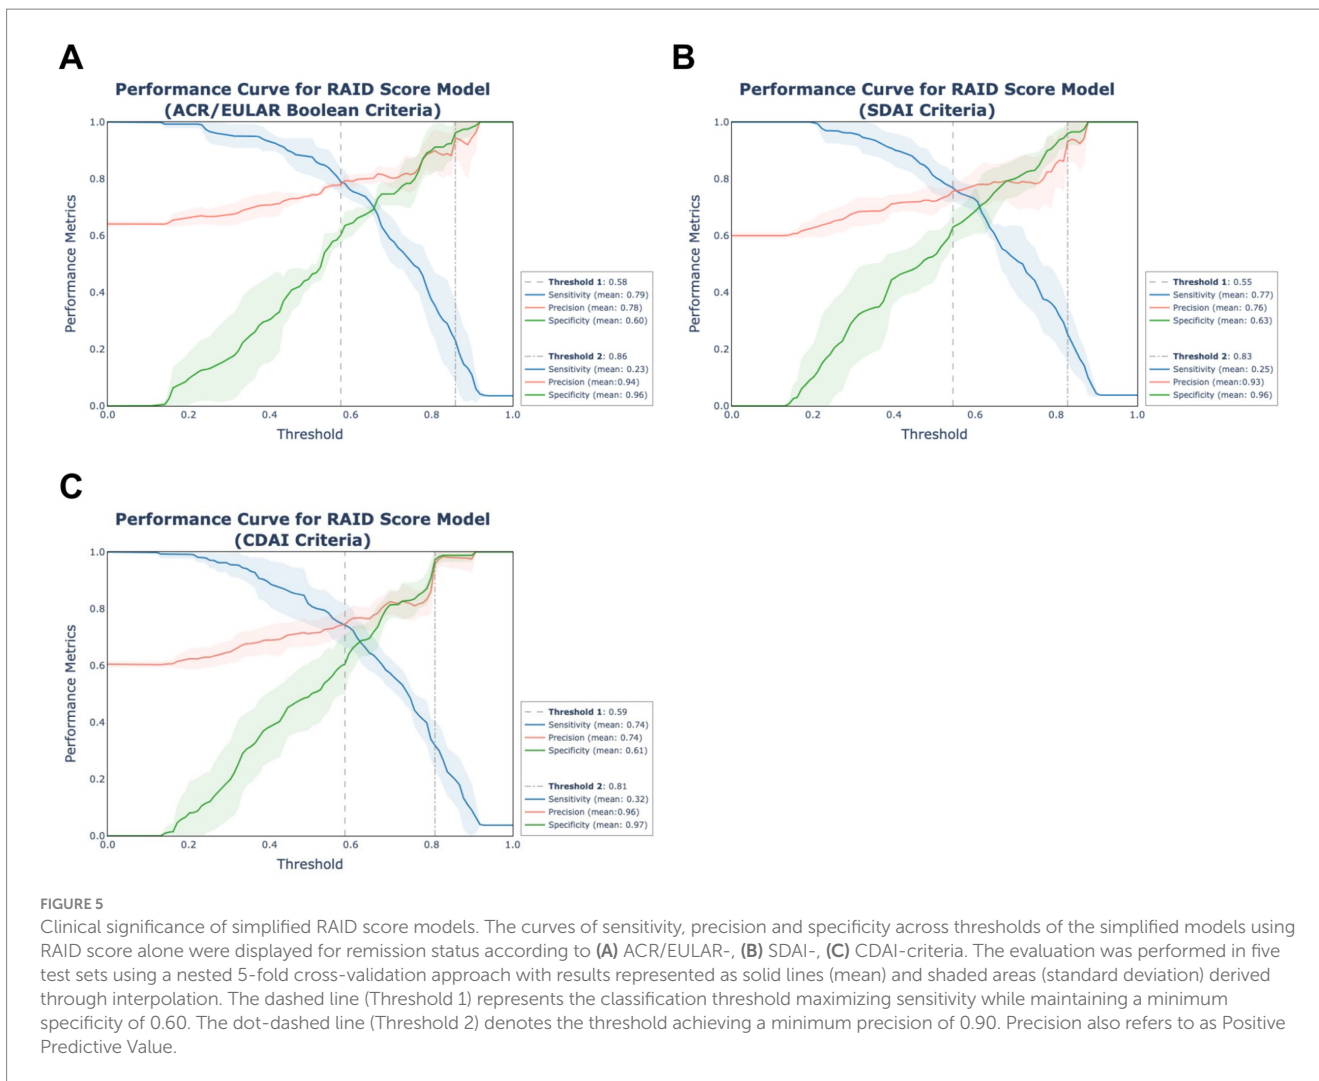 A
Performance Curve for RAID Score Model
(ACR/EULAR Boolean Criteria)
1.0
0.8
0.6
0.4
0.2
0.0
Performance Metrics
0.0 0.2 0.4 0.6 0.8 1.0
Threshold
Threshold 1: 0.58
Sensitivity (mean: 0.79)
Precision (mean: 0.78)
Specificity (mean: 0.60)
Threshold 2: 0.86
Sensitivity (mean: 0.23)
Precision (mean:0.94)
Specificity (mean: 0.96)
B
Performance Curve for RAID Score Model
(SDAI Criteria)
1.0
0.8
0.6
0.4
0.2
0.0
Performance Metrics
0.0 0.2 0.4 0.6 0.8 1.0
Threshold
Threshold 1: 0.55
Sensitivity (mean: 0.77)
Precision (mean: 0.76)
Specificity (mean: 0.63)
Threshold 2: 0.83
Sensitivity (mean: 0.25)
Precision (mean:0.93)
Specificity (mean: 0.96)
C
Performance Curve for RAID Score Model
(CDAI Criteria)
1.0
0.8
0.6
0.4
0.2
0.0
Performance Metrics
0.0 0.2 0.4 0.6 0.8 1.0
Threshold
Threshold 1: 0.59
Sensitivity (mean: 0.74)
Precision (mean: 0.74)
Specificity (mean: 0.61)
Threshold 2: 0.81
Sensitivity (mean: 0.32)
Precision (mean:0.96)
Specificity (mean: 0.97)
FIGURE 5
Clinical significance of simplified RAID score models. The curves of sensitivity, precision and specificity across thresholds of the simplified models using
RAID score alone were displayed for remission status according to (A) ACR/EULAR-, (B) SDAI-, (C) CDAI-criteria. The evaluation was performed in five
test sets using a nested 5-fold cross-validation approach with results represented as solid lines (mean) and shaded areas (standard deviation) derived
through interpolation. The dashed line (Threshold 1) represents the classification threshold maximizing sensitivity while maintaining a minimum
specificity of 0.60. The dot-dashed line (Threshold 2) denotes the threshold achieving a minimum precision of 0.90. Precision also refers to as Positive
Predictive Value.